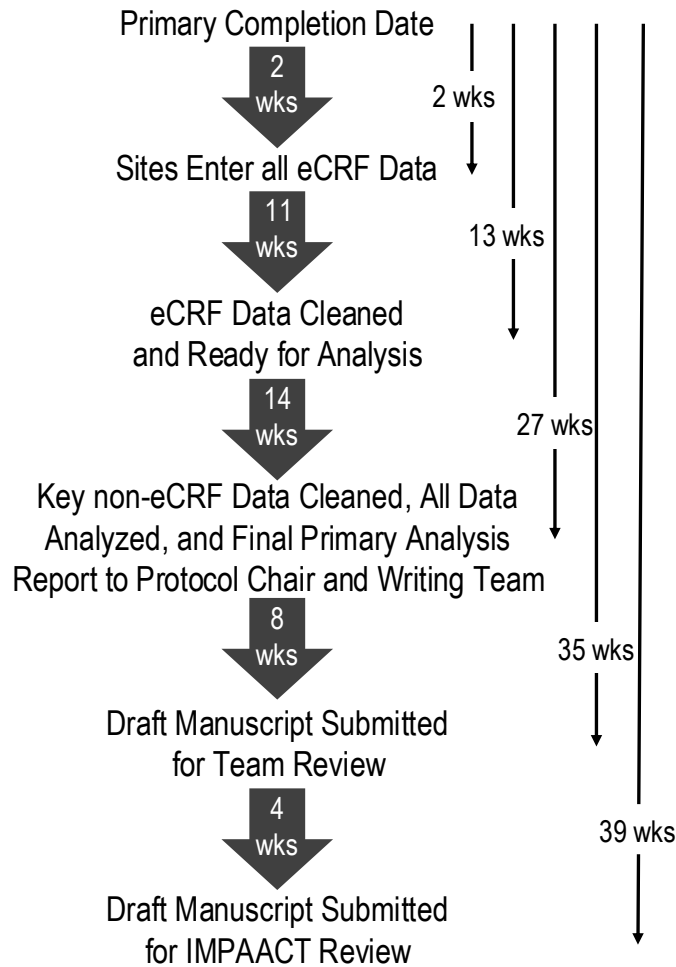 Primary Completion Date
2
wks
2 wks
Sites Enter all eCRF Data
11
wks
13 wks
eCRF Data Cleaned
and Ready for Analysis
14
wks
27 wks
Key non-eCRF Data Cleaned, All Data
Analyzed, and Final Primary Analysis
Report to Protocol Chair and Writing Team
8
wks
35 wks
Draft Manuscript Submitted
for Team Review
4
wks
39 wks
Draft Manuscript Submitted
for IMPAACT Review